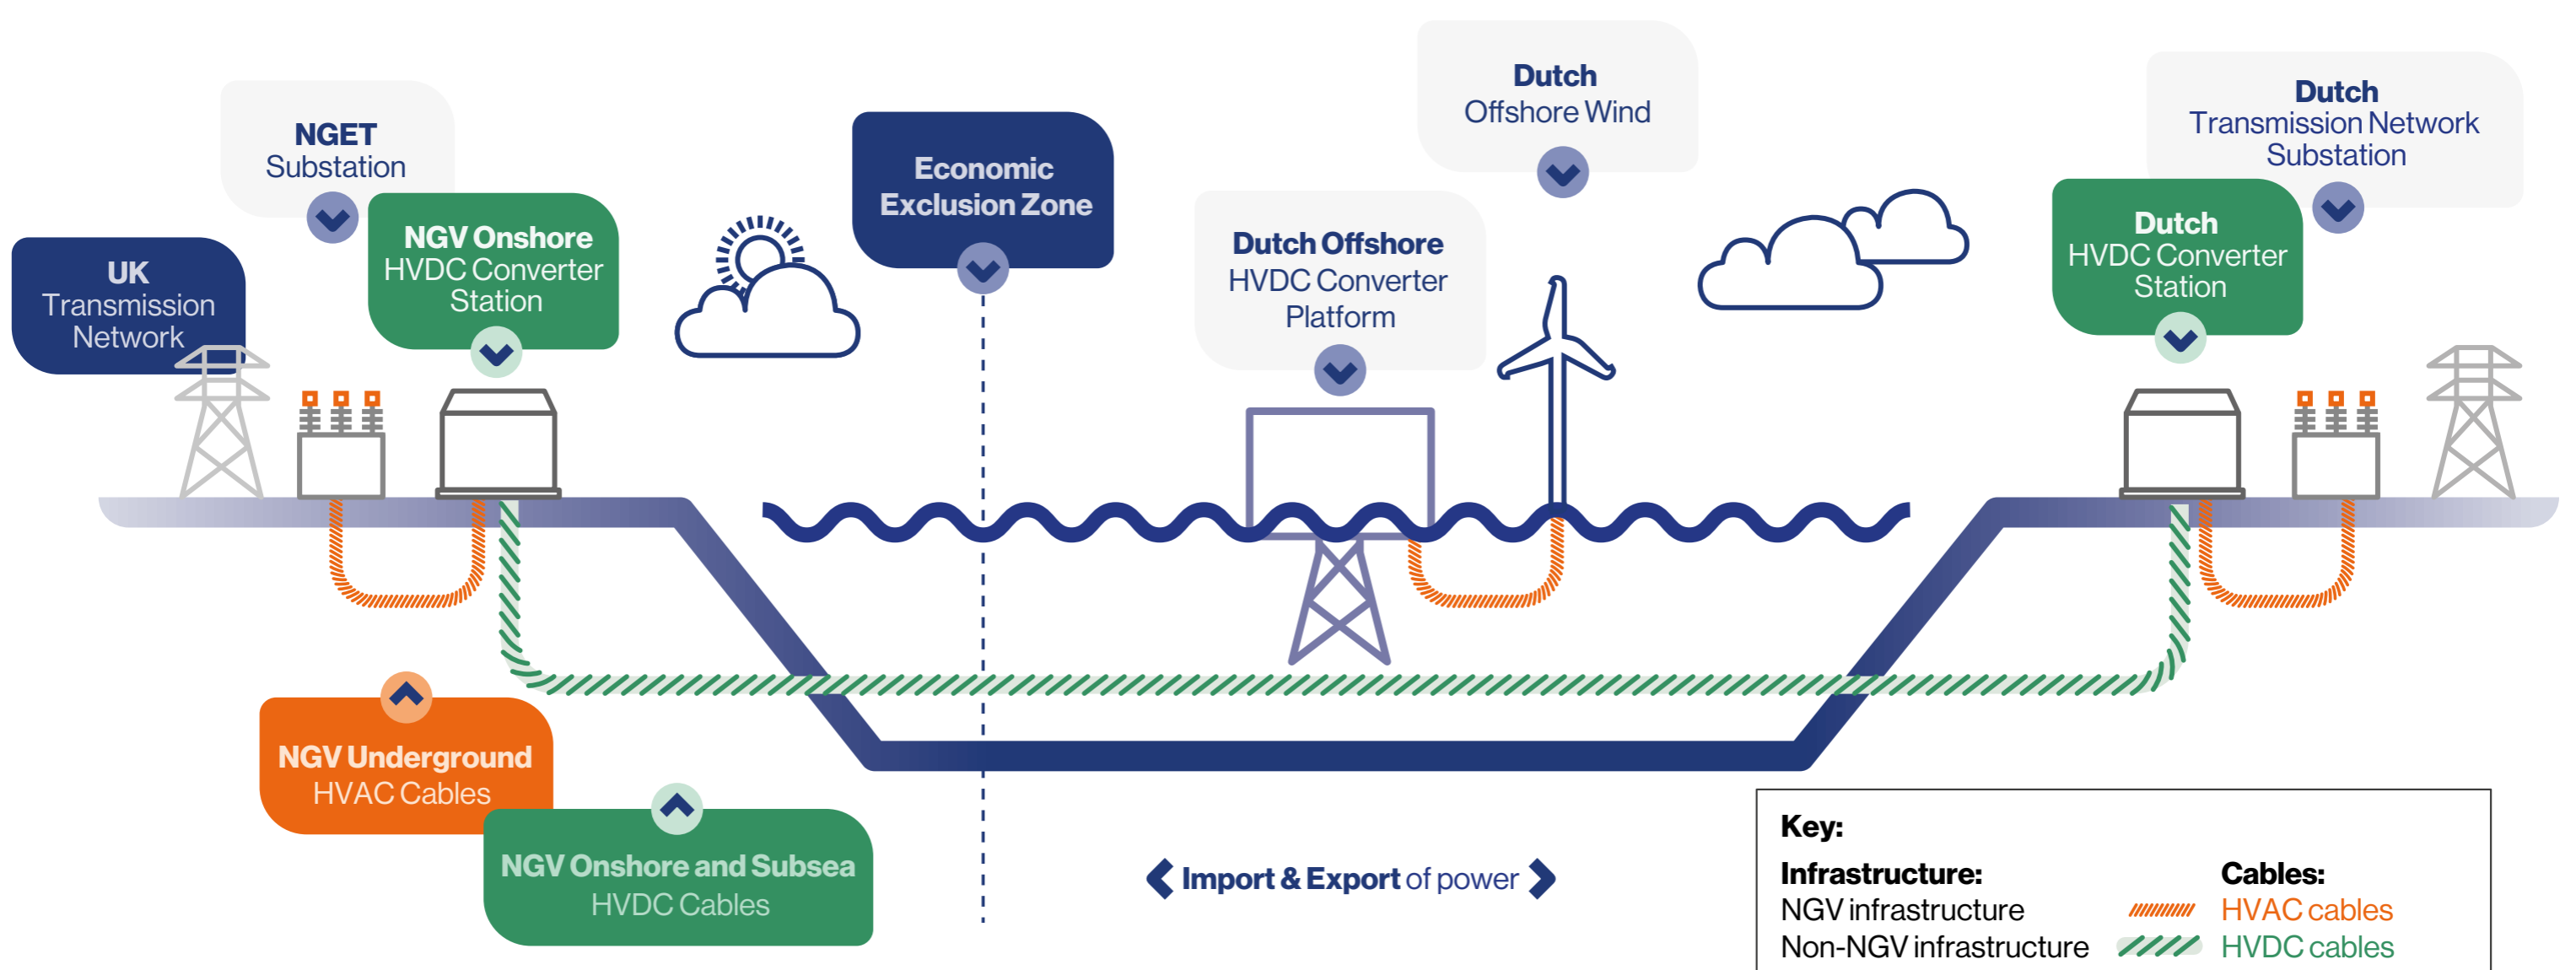 UK
Transmission
Network
NGET
Substation
NGV Onshore
HVDC Converter
Station
Economic
Exclusion Zone
Dutch Offshore
HVDC Converter
Platform
Dutch
Offshore Wind
Dutch
HVDC Converter
Station
Dutch
Transmission Network
Substation
NGV Underground
HVAC Cables
NGV Onshore and Subsea
HVDC Cables
Import & Export of power
Key:
Infrastructure:
NGV infrastructure
Non-NGV infrastructure
Cables:
HVAC cables
HVDC cables